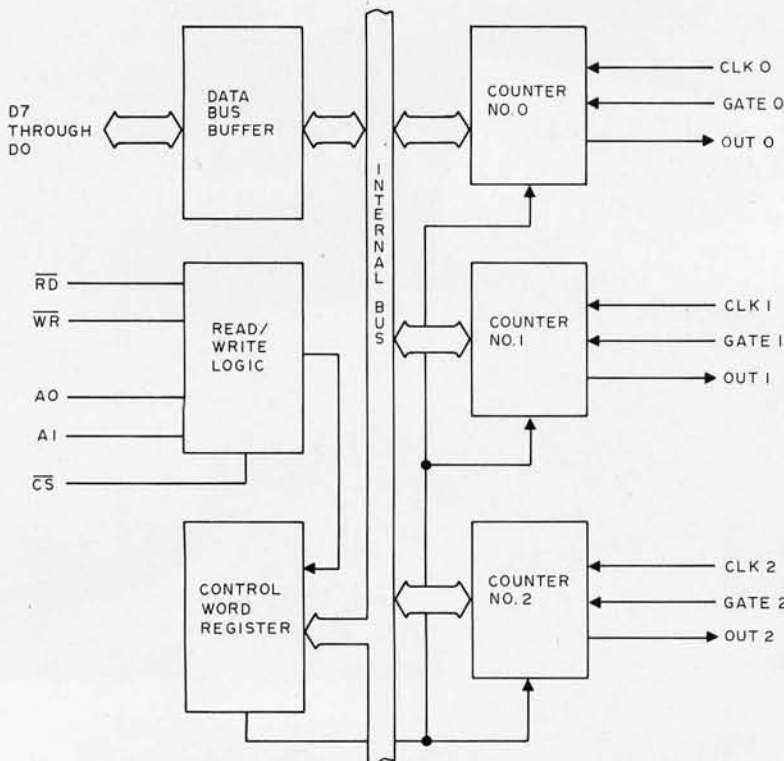 D7
THROUGH
D0
DATA
BUS
BUFFER
INTERNAL BUS
COUNTER
NO. 0
CLK 0
GATE 0
OUT 0
RD
WR
A0
A1
CS
READ/
WRITE
LOGIC
COUNTER
NO. 1
CLK 1
GATE 1
OUT 1
CONTROL
WORD
REGISTER
COUNTER
NO. 2
CLK 2
GATE 2
OUT 2